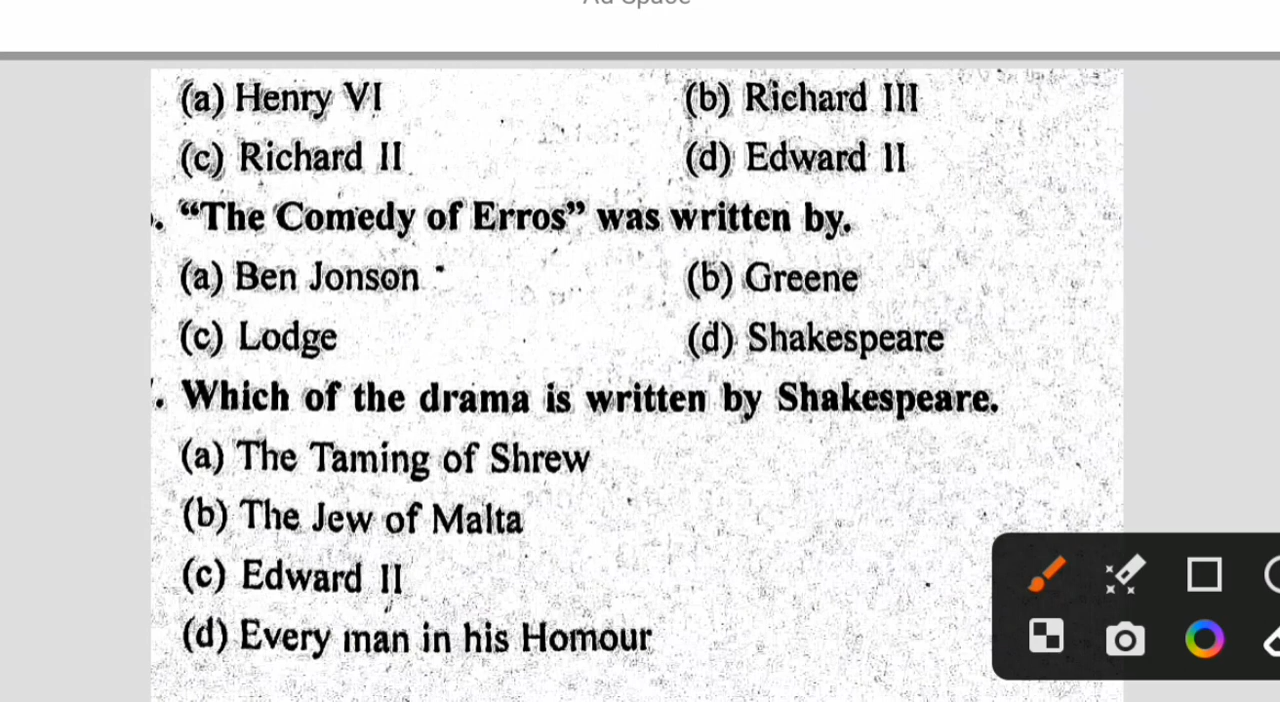 Ad Space
(a) Henry VI (b) Richard III
(c) Richard II (d) Edward II
. "The Comedy of Erros" was written by.
(a) Ben Jonson (b) Greene
(c) Lodge (d) Shakespeare
. Which of the drama is written by Shakespeare.
(a) The Taming of Shrew
(b) The Jew of Malta
(c) Edward II
(d) Every man in his Homour